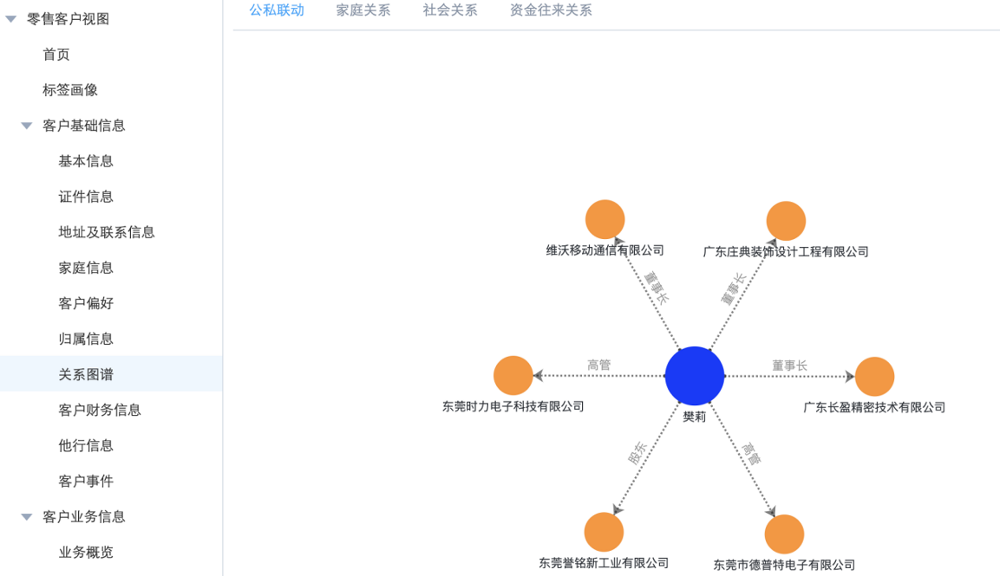 零售客户视图
首页
标签画像
客户基础信息
基本信息
证件信息
地址及联系信息
家庭信息
客户偏好
归属信息
关系图谱
客户财务信息
他行信息
客户事件
客户业务信息
业务概览
公私联动
家庭关系
社会关系
资金往来关系
维沃移动通信有限公司
广东庄典装饰设计工程有限公司
董事长
董事长
高管
董事长
东莞时力电子科技有限公司
樊莉
广东长盈精密技术有限公司
股东
高管
东莞誉铭新工业有限公司
东莞市德普特电子有限公司